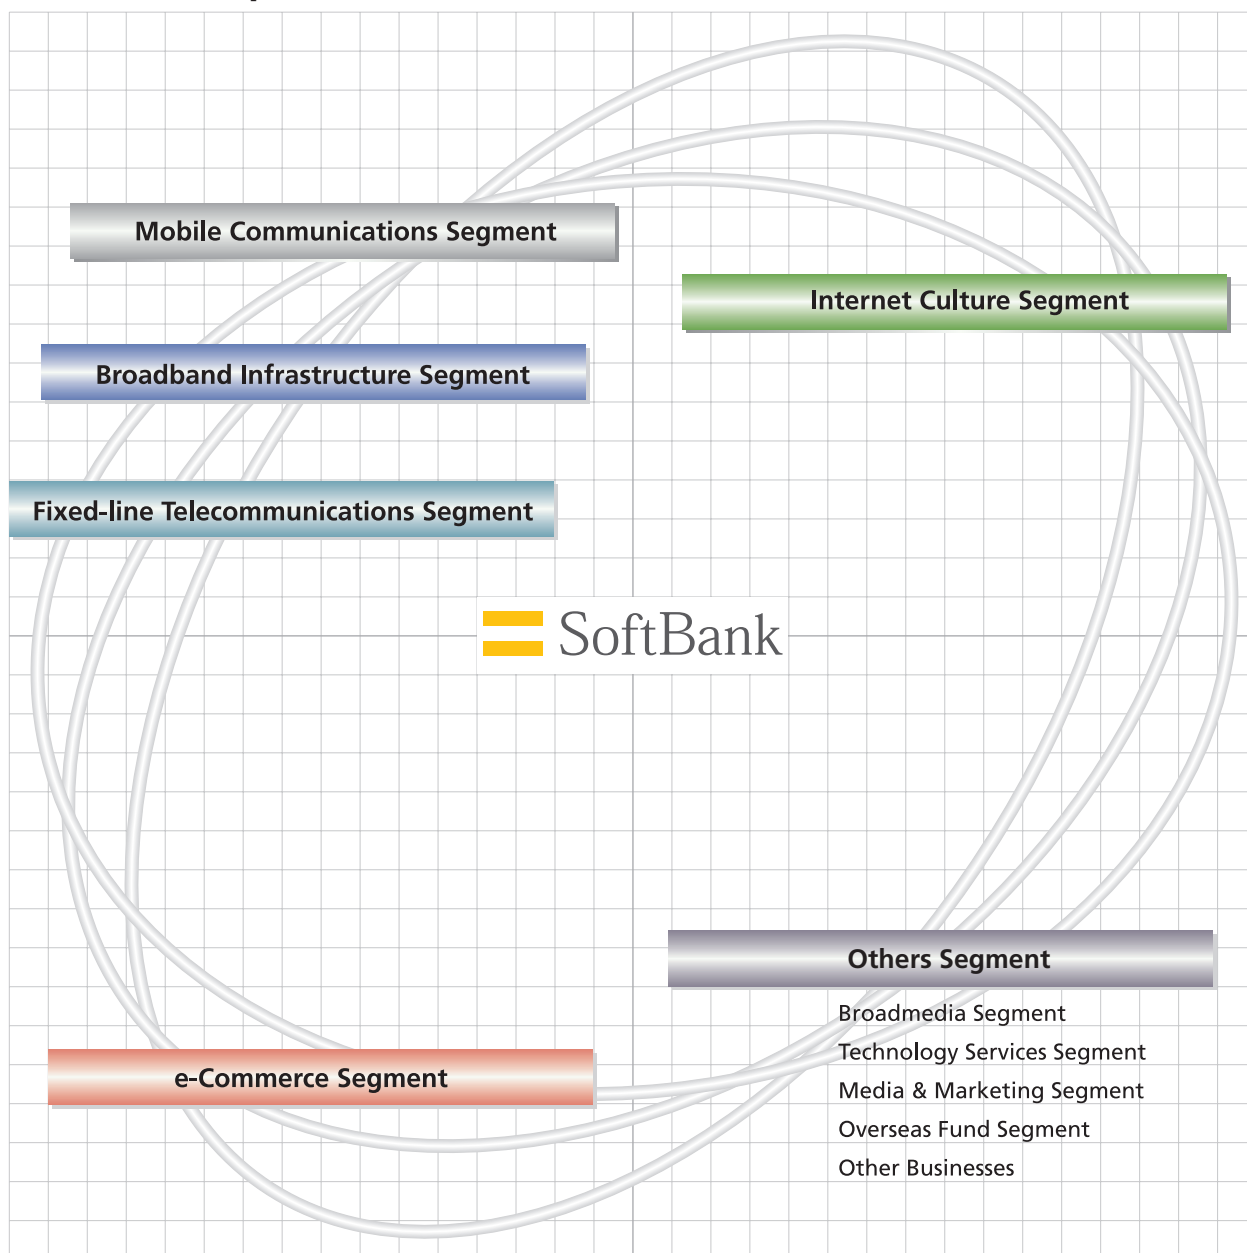 Mobile Communications Segment
Internet Culture Segment
Broadband Infrastructure Segment
Fixed-line Telecommunications Segment
SoftBank
Others Segment
Broadmedia Segment
Technology Services Segment
Media & Marketing Segment
Overseas Fund Segment
Other Businesses
e-Commerce Segment